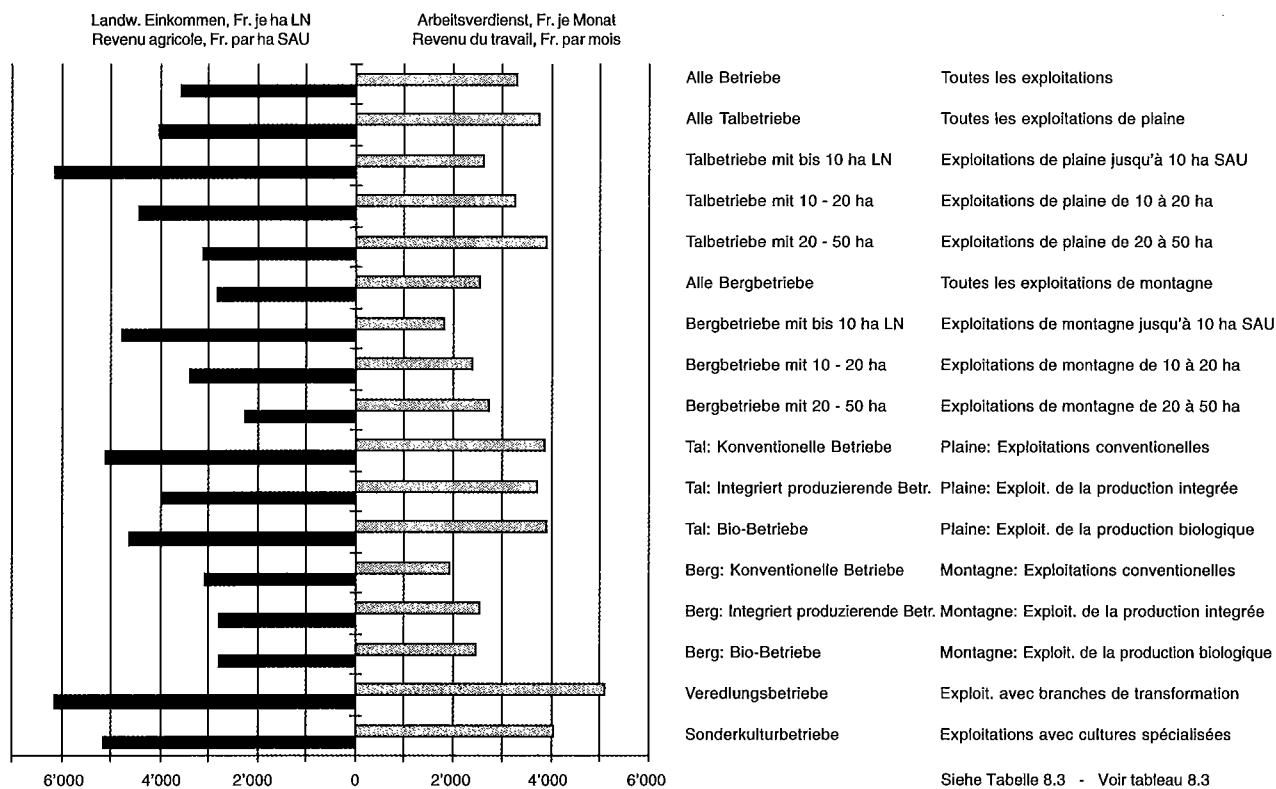 Landw. Einkommen, Fr. je ha LN
Revenu agricole, Fr. par ha SAU
Arbeitsverdienst, Fr. je Monat
Revenu du travail, Fr. par mois
Alle Betriebe Toutes les exploitations
Alle Talbetriebe Toutes les exploitations de plaine
Talbetriebe mit bis 10 ha LN Exploitations de plaine jusqu'à 10 ha SAU
Talbetriebe mit 10 - 20 ha Exploitations de plaine de 10 à 20 ha
Talbetriebe mit 20 - 50 ha Exploitations de plaine de 20 à 50 ha
Alle Bergbetriebe Toutes les exploitations de montagne
Bergbetriebe mit bis 10 ha LN Exploitations de montagne jusqu'à 10 ha SAU
Bergbetriebe mit 10 - 20 ha Exploitations de montagne de 10 à 20 ha
Bergbetriebe mit 20 - 50 ha Exploitations de montagne de 20 à 50 ha
Tal: Konventionelle Betriebe Plaine: Exploitations conventionelles
Tal: Integriert produzierende Betr. Plaine: Exploit. de la production integrée
Tal: Bio-Betriebe Plaine: Exploit. de la production biologique
Berg: Konventionelle Betriebe Montagne: Exploitations conventionelles
Berg: Integriert produzierende Betr. Montagne: Exploit. de la production integrée
Berg: Bio-Betriebe Montagne: Exploit. de la production biologique
Veredlungsbetriebe Exploit. avec branches de transformation
Sonderkulturbetriebe Exploitations avec cultures spécialisées
6'000 4'000 2'000 0 2'000 4'000 6'000
Siehe Tabelle 8.3 - Voir tableau 8.3